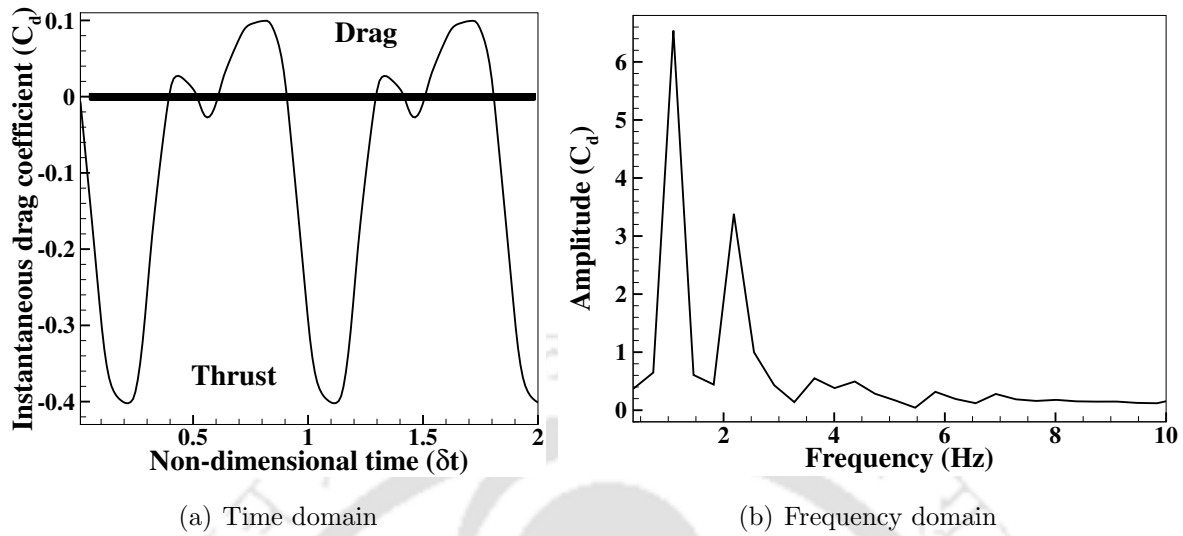 Instantaneous drag coefficient (C_d)
0.1
0
-0.1
-0.2
-0.3
-0.4
Drag
Thrust
0.5 1 1.5 2
Non-dimensional time (δt)
(a) Time domain
Amplitude (C_d)
6
5
4
3
2
1
0
2 4 6 8 10
Frequency (Hz)
(b) Frequency domain